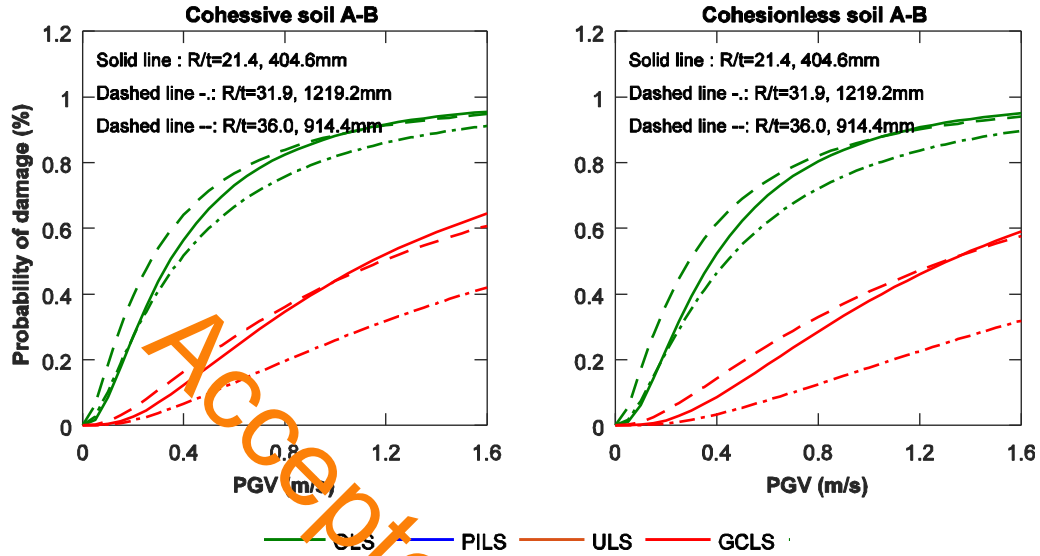 Cohessive soil A-B
Cohesionless soil A-B
Probability of damage (%)
1.2
1
0.8
0.6
0.4
0.2
0
Solid line : R/t=21.4, 404.6mm
Dashed line -.: R/t=31.9, 1219.2mm
Dashed line --: R/t=36.0, 914.4mm
0 0.4 0.8 1.2 1.6
PGV (m/s)
1.2
1
0.8
0.6
0.4
0.2
0
Solid line : R/t=21.4, 404.6mm
Dashed line -.: R/t=31.9, 1219.2mm
Dashed line --: R/t=36.0, 914.4mm
0 0.4 0.8 1.2 1.6
PGV (m/s)
OLS PILS ULS GCLS